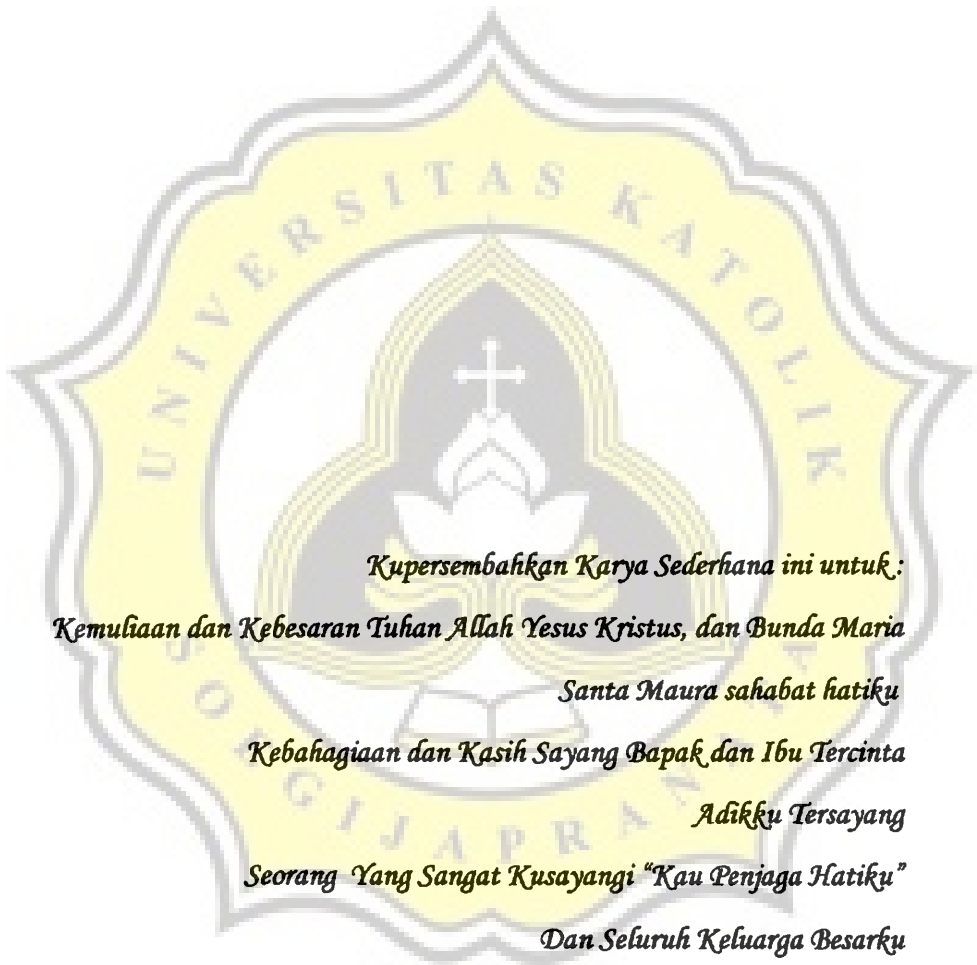 UNIVERSITAS KATOLIK
SOEGIJAPRANATA
Kupersembahkan Karya Sederhana ini untuk :
Kemuliaan dan Kebesaran Tuhan Allah Yesus Kristus, dan Bunda Maria
Santa Maura sahabat hatiku
Kebahagiaan dan Kasih Sayang Bapak dan Ibu Tercinta
Adikku Tersayang
Seorang Yang Sangat Kusayangi “Kau Penjaga Hatiku”
Dan Seluruh Keluarga Besarku